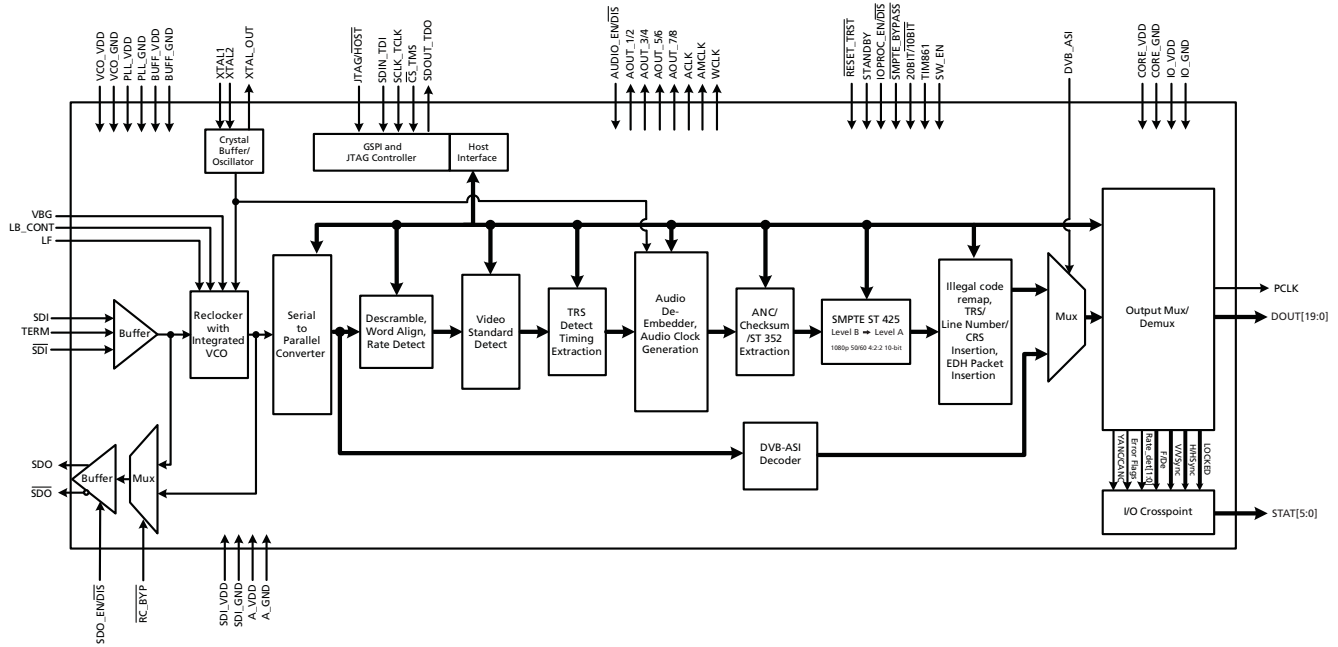 VCO_VDD
VCO_GND
PLL_VDD
PLL_GND
BUFF_VDD
BUFF_GND
XTAL1
XTAL2
XTAL_OUT
JTAG/HOST
SDIN_TDI
SCLK_TCLK
CS_TMS
SDOUT_TDO
AUDIO_EN/DIS
AOUT_1/2
AOUT_3/4
AOUT_5/6
AOUT_7/8
ACLK
AMCLK
WCLK
RESET_TRST
STANDBY
IOPROC_EN/DIS
SMPTE_BYPASS
20BIT/10BIT
TIM861
SW_EN
DVB_ASI
CORE_VDD
CORE_GND
IO_VDD
IO_GND
Crystal
Buffer/
Oscillator
GSPI and
JTAG Controller
Host
Interface
VBG
LB_CONT
LF
SDI
TERM
SDI
Buffer
Reclocker
with
Integrated
VCO
Serial
to
Parallel
Converter
Descramble,
Word Align,
Rate Detect
Video
Standard
Detect
TRS
Detect
Timing
Extraction
Audio
De-
Embedder,
Audio Clock
Generation
ANC/
Checksum
/ST 352
Extraction
SMPTE ST 425
Level B → Level A
1080p 50/60 4:2:2 10-bit
Illegal code
remap,
TRS/
Line Number/
CRS
Insertion,
EDH Packet
Insertion
Mux
Output Mux/
Demux
PCLK
DOUT[19:0]
DVB-ASI
Decoder
YANC/CANC
Error Flags
Rate_det[1:0]
F/De
V/VSync
H/HSync
LOCKED
I/O Crosspoint
STAT[5:0]
SDO
SDO
Buffer
Mux
SDO_EN/DIS
RC_BYP
SDI_VDD
SDI_GND
A_VDD
A_GND